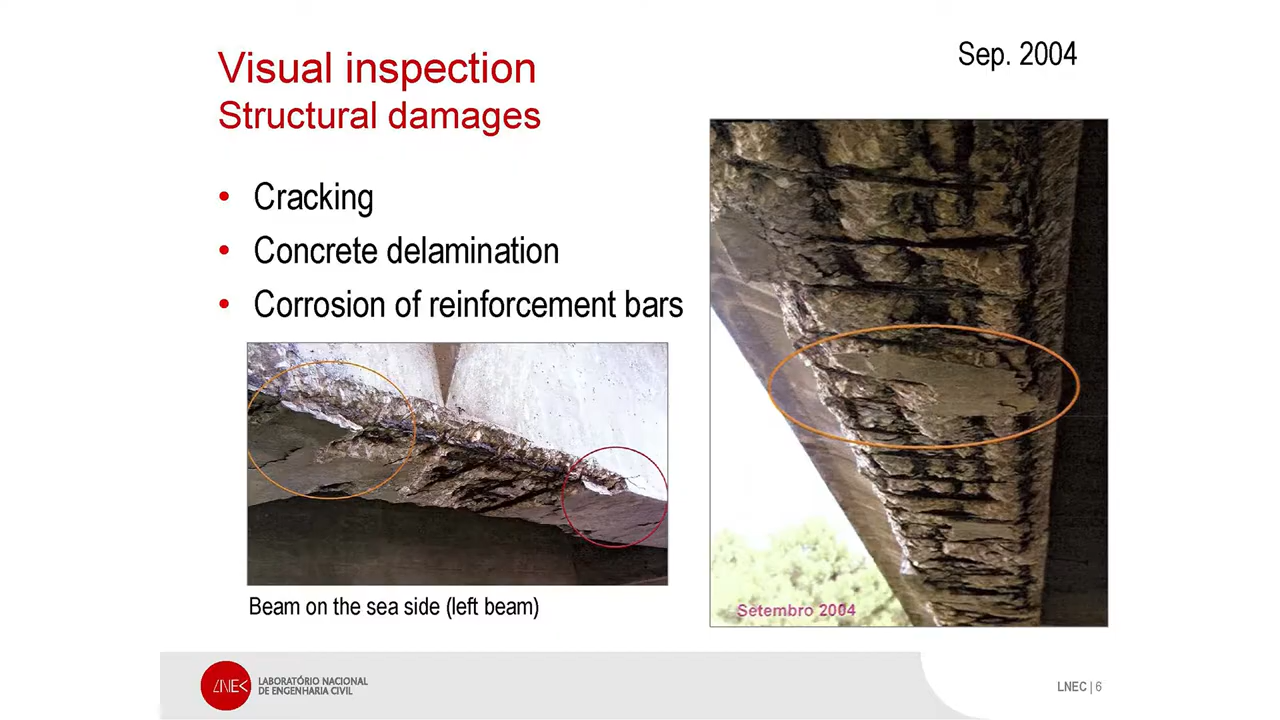 Visual inspection
Structural damages
Sep. 2004
• Cracking
• Concrete delamination
• Corrosion of reinforcement bars
Beam on the sea side (left beam)
Setembro 2004
LNEC
LABORATÓRIO NACIONAL
DE ENGENHARIA CIVIL
LNEC | 6